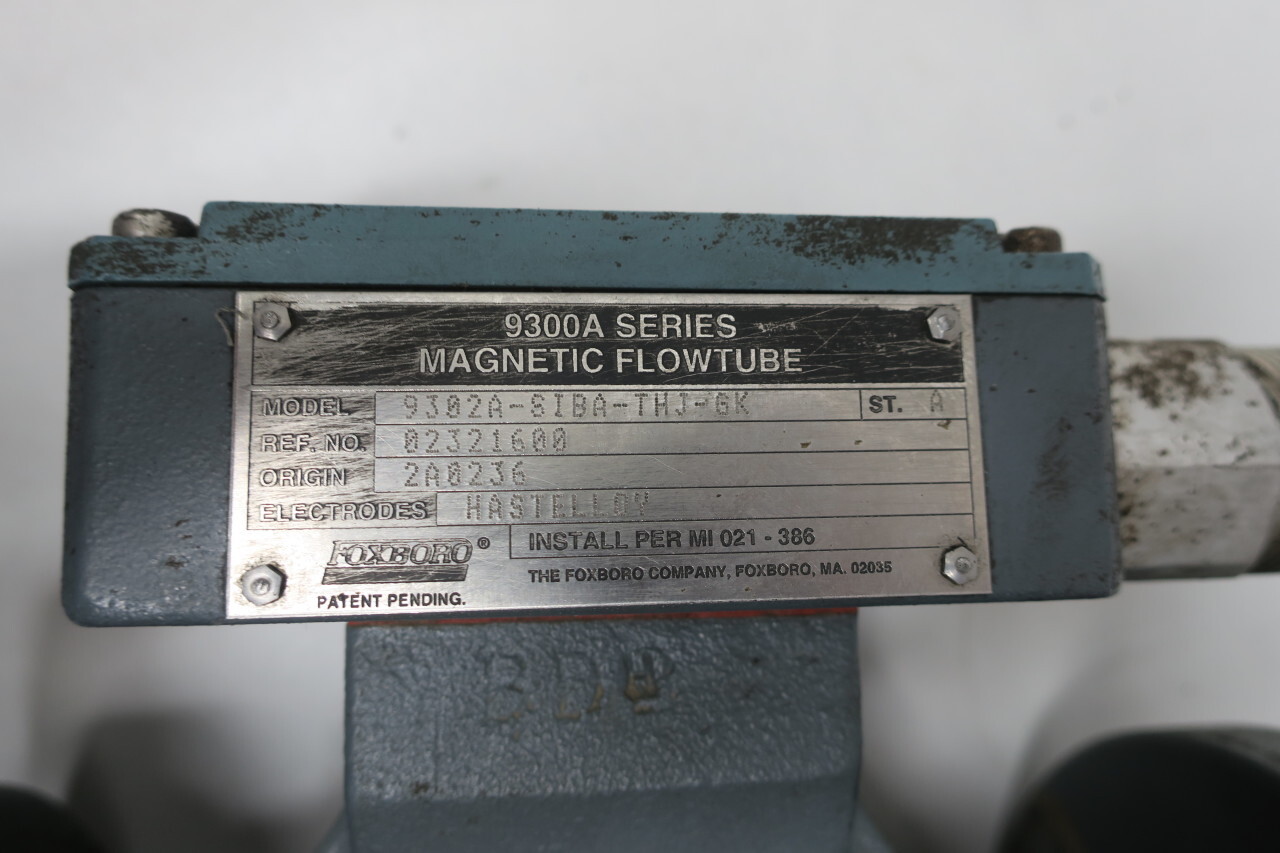 9300A SERIES
MAGNETIC FLOWTUBE
MODEL 9302A-SIBA-THJ-GK ST. A
REF. NO. 02321600
ORIGIN 2A0236
ELECTRODES HASTELLOY
FOXBORO® INSTALL PER MI 021 - 386
THE FOXBORO COMPANY, FOXBORO, MA. 02035
PATENT PENDING.